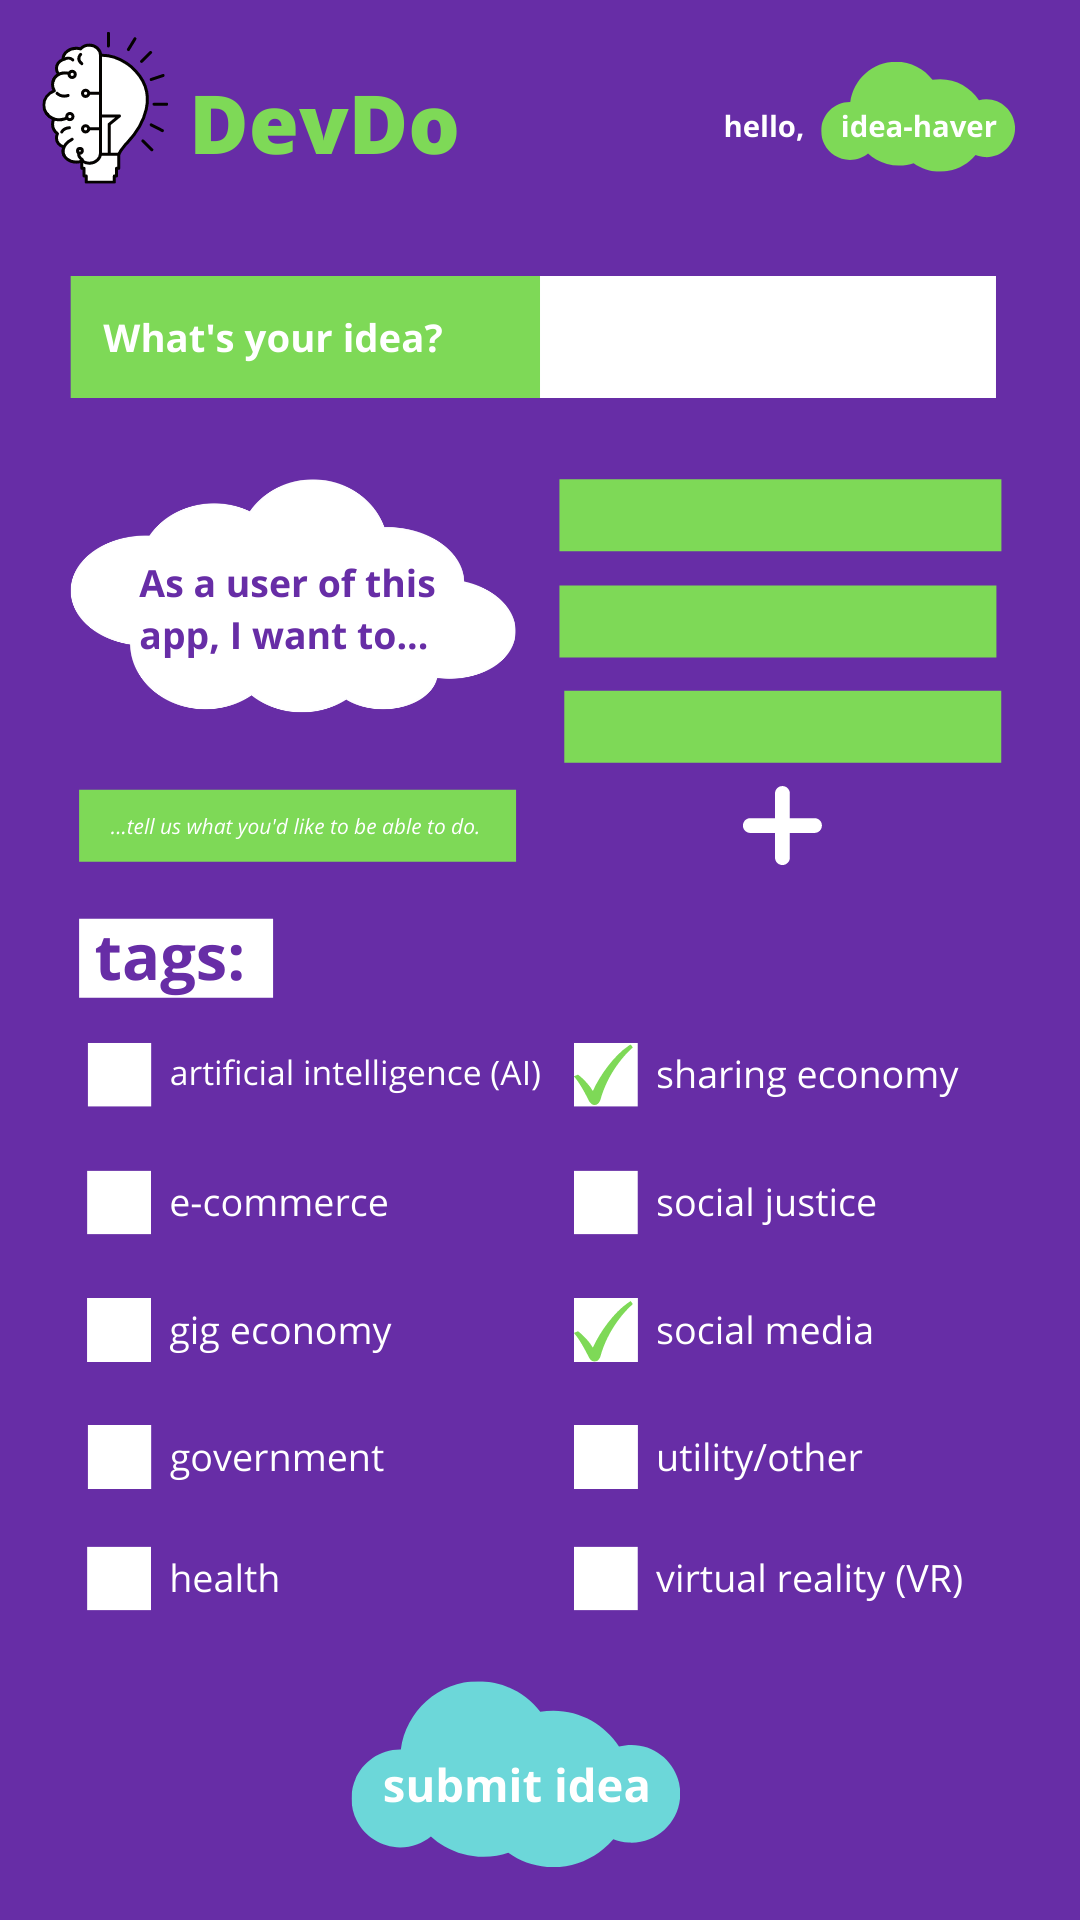 DevDo
hello, idea-haver
What's your idea?
As a user of this
app, I want to...
...tell us what you'd like to be able to do.
tags:
artificial intelligence (AI)
sharing economy
e-commerce
social justice
gig economy
social media
government
utility/other
health
virtual reality (VR)
submit idea